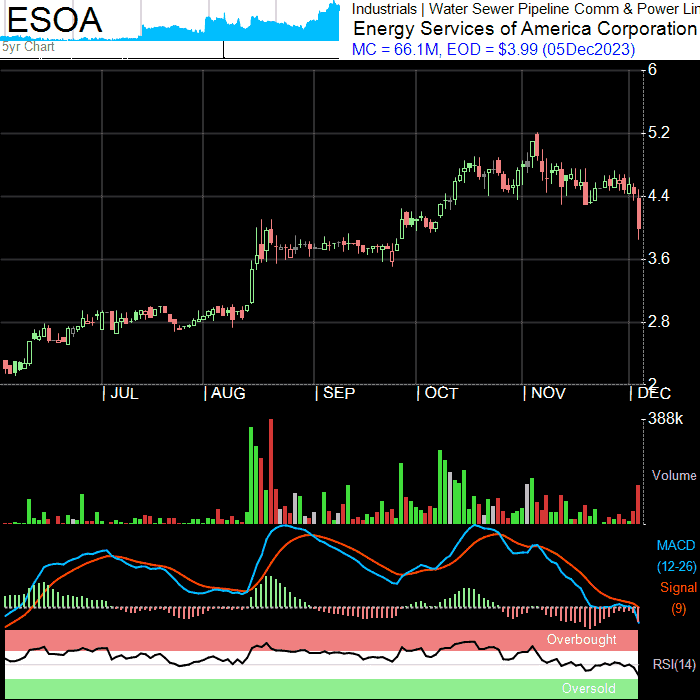 ESOA
5yr Chart
Industrials | Water Sewer Pipeline Comm & Power Lin
Energy Services of America Corporation
MC = 66.1M, EOD = $3.99 (05Dec2023)
6
5.2
4.4
3.6
2.8
2
JUL AUG SEP OCT NOV DEC
388k
Volume
MACD
(12-26)
Signal
(9)
Overbought
RSI(14)
Oversold